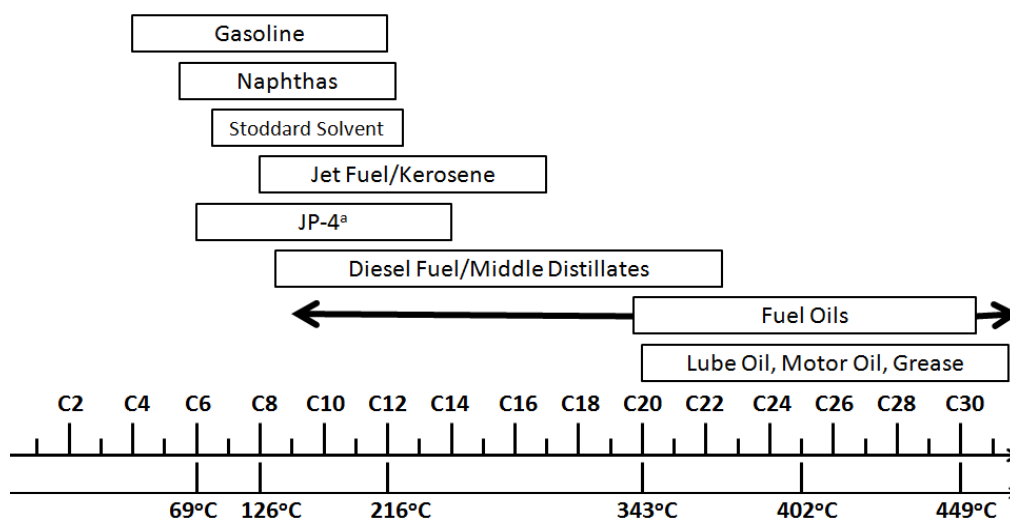 Gasoline
Naphthas
Stoddard Solvent
Jet Fuel/Kerosene
JP-4ᵃ
Diesel Fuel/Middle Distillates
Fuel Oils
Lube Oil, Motor Oil, Grease
C2 C4 C6 C8 C10 C12 C14 C16 C18 C20 C22 C24 C26 C28 C30
69°C 126°C 216°C 343°C 402°C 449°C